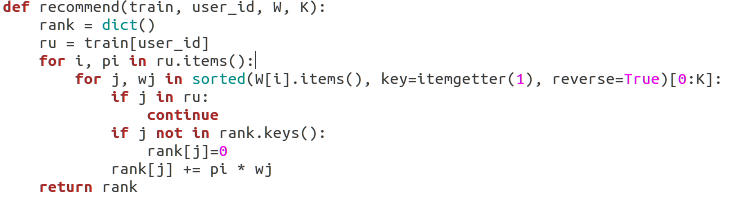 def recommend(train, user_id, W, K):
    rank = dict()
    ru = train[user_id]
    for i, pi in ru.items():
        for j, wj in sorted(W[i].items(), key=itemgetter(1), reverse=True)[0:K]:
            if j in ru:
                continue
            if j not in rank.keys():
                rank[j]=0
            rank[j] += pi * wj
    return rank